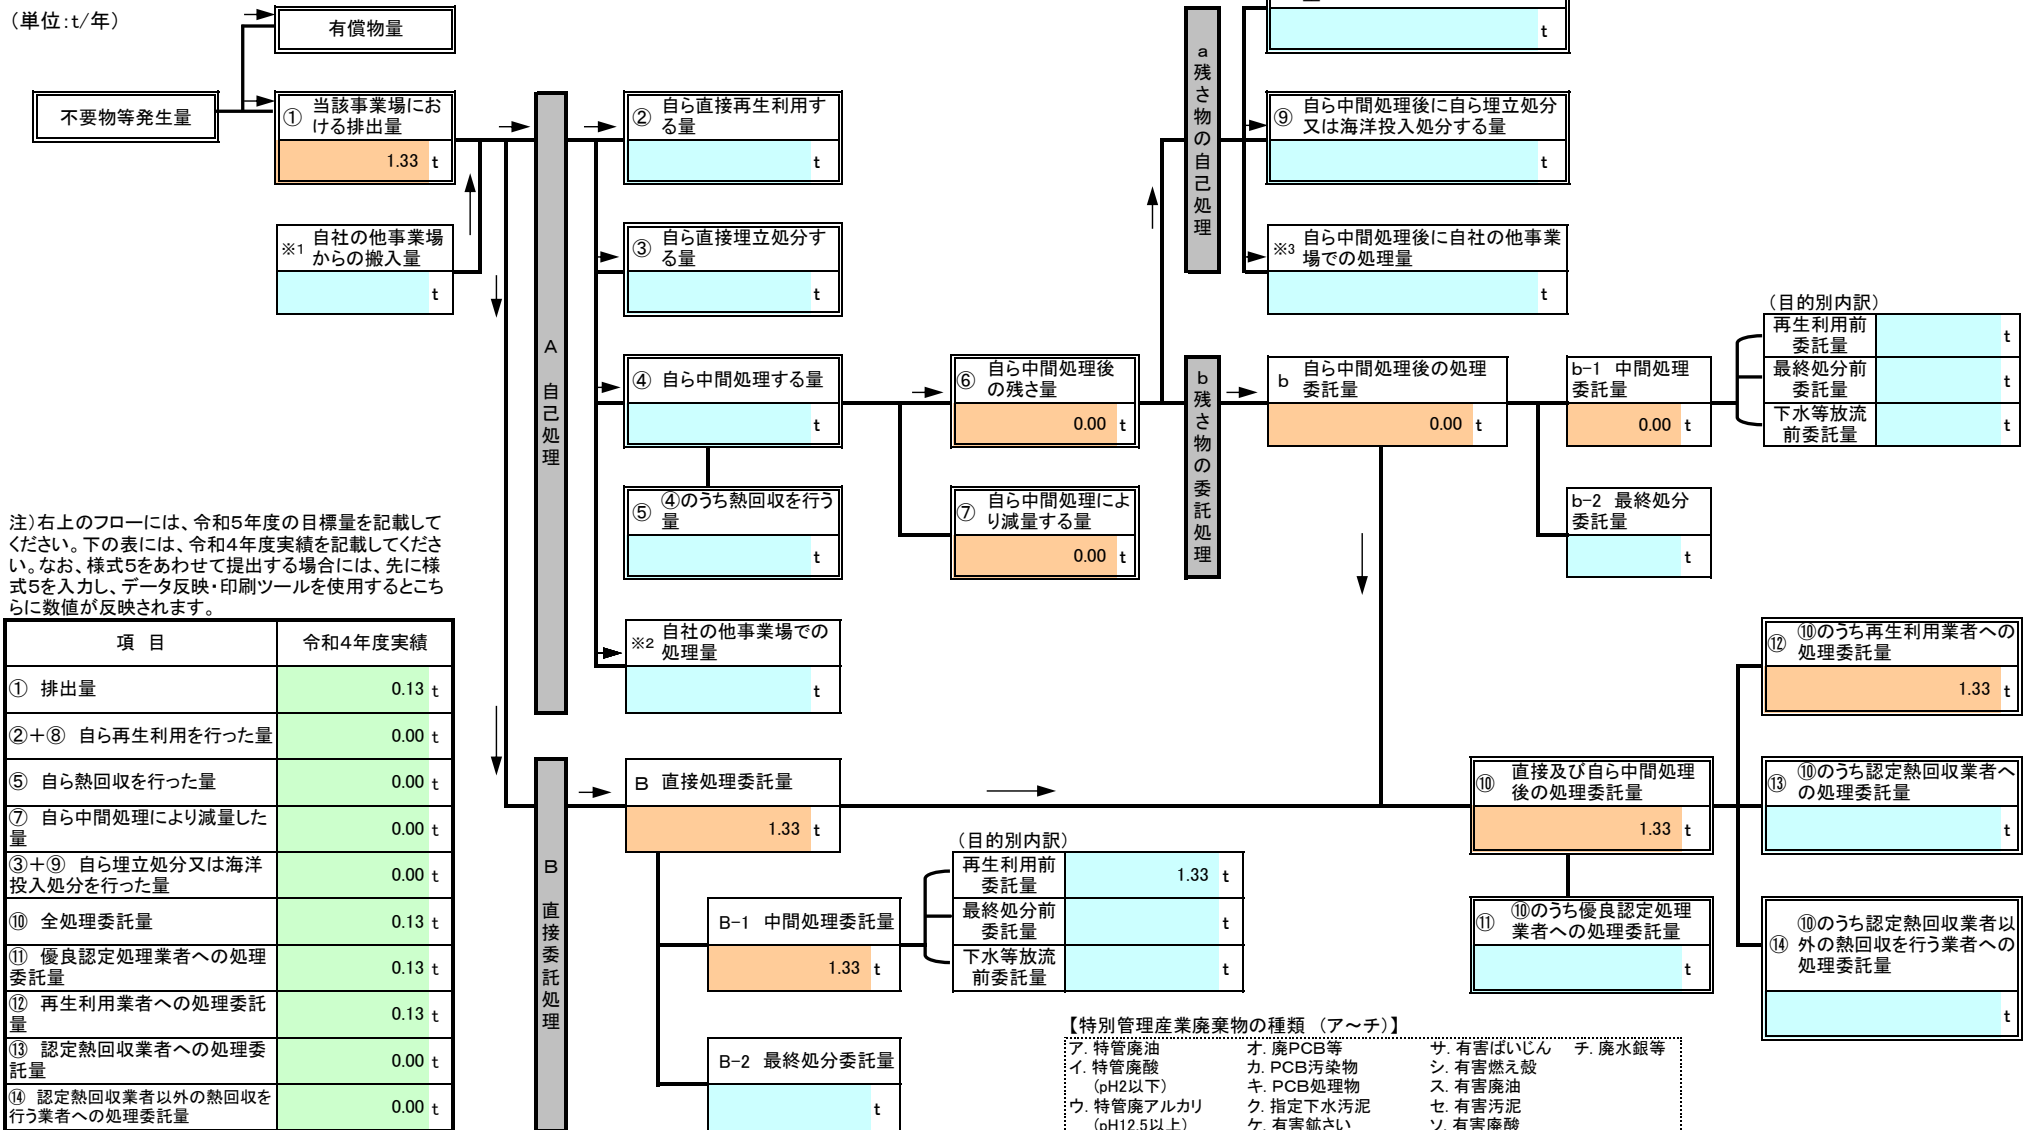 （単位：t/年）
有償物量
不要物等発生量
① 当該事業場にお
ける排出量
1.33 t
※1 自社の他事業場
からの搬入量
t
A 自己処理
② 自ら直接再生利用す
る量
t
③ 自ら直接埋立処分す
る量
t
④ 自ら中間処理する量
t
⑤ ④のうち熱回収を行う
量
t
※2 自社の他事業場での
処理量
t
⑥ 自ら中間処理後
の残さ量
0.00 t
⑦ 自ら中間処理によ
り減量する量
0.00 t
a 残さ物の自己処理
t
⑨ 自ら中間処理後に自ら埋立処分
又は海洋投入処分する量
t
※3 自ら中間処理後に自社の他事業
場での処理量
t
b 残さ物の委託処理
b 自ら中間処理後の処理
委託量
0.00 t
b-1 中間処理
委託量
0.00 t
b-2 最終処分
委託量
t
（目的別内訳）
再生利用前
委託量
t
最終処分前
委託量
t
下水等放流
前委託量
t
注）右上のフローには、令和5年度の目標量を記載して
ください。下の表には、令和4年度実績を記載してくださ
い。なお、様式5をあわせて提出する場合には、先に様
式5を入力し、データ反映・印刷ツールを使用するとこち
らに数値が反映されます。
項 目 令和4年度実績
① 排出量 0.13 t
②＋⑧ 自ら再生利用を行った量 0.00 t
⑤ 自ら熱回収を行った量 0.00 t
⑦ 自ら中間処理により減量した
量 0.00 t
③＋⑨ 自ら埋立処分又は海洋
投入処分を行った量 0.00 t
⑩ 全処理委託量 0.13 t
⑪ 優良認定処理業者への処理
委託量 0.13 t
⑫ 再生利用業者への処理委託
量 0.13 t
⑬ 認定熱回収業者への処理委
託量 0.00 t
⑭ 認定熱回収業者以外の熱回収を
行う業者への処理委託量 0.00 t
B 直接委託処理
B 直接処理委託量
1.33 t
B-1 中間処理委託量
1.33 t
B-2 最終処分委託量
t
（目的別内訳）
再生利用前
委託量
1.33 t
最終処分前
委託量
t
下水等放流
前委託量
t
⑩ 直接及び自ら中間処理
後の処理委託量
1.33 t
⑪ ⑩のうち優良認定処理
業者への処理委託量
t
⑫ ⑩のうち再生利用業者への
処理委託量
1.33 t
⑬ ⑩のうち認定熱回収業者へ
の処理委託量
t
⑭ ⑩のうち認定熱回収業者以
外の熱回収を行う業者への
処理委託量
t
【特別管理産業廃棄物の種類 （ア～チ）】
ア. 特管廃油 オ. 廃PCB等 サ. 有害ばいじん チ. 廃水銀等
イ. 特管廃酸 カ. PCB汚染物 シ. 有害燃え殻
（pH2以下） キ. PCB処理物 ス. 有害廃油
ウ. 特管廃アルカリ ク. 指定下水汚泥 セ. 有害汚泥
（pH12.5以上） ケ. 有害鉱さい ソ. 有害廃酸